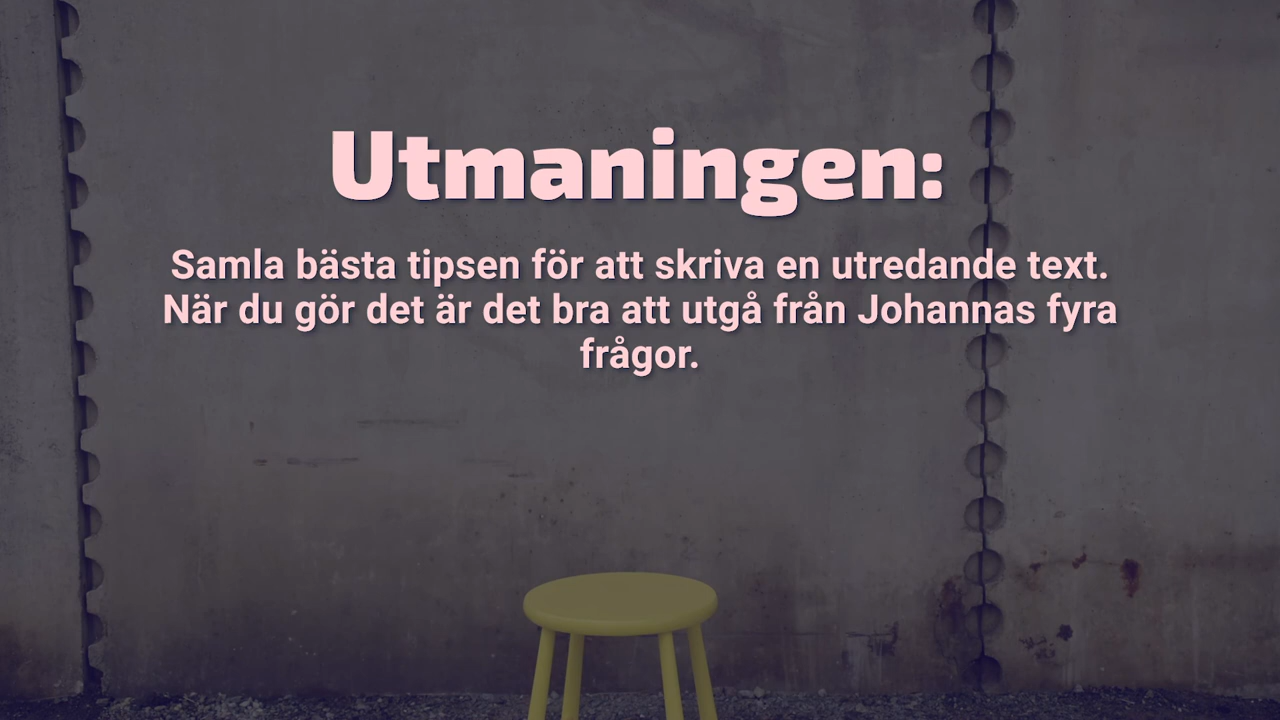 Utmaningen:
Samla bästa tipsen för att skriva en utredande text.
När du gör det är det bra att utgå från Johannas fyra
frågor.